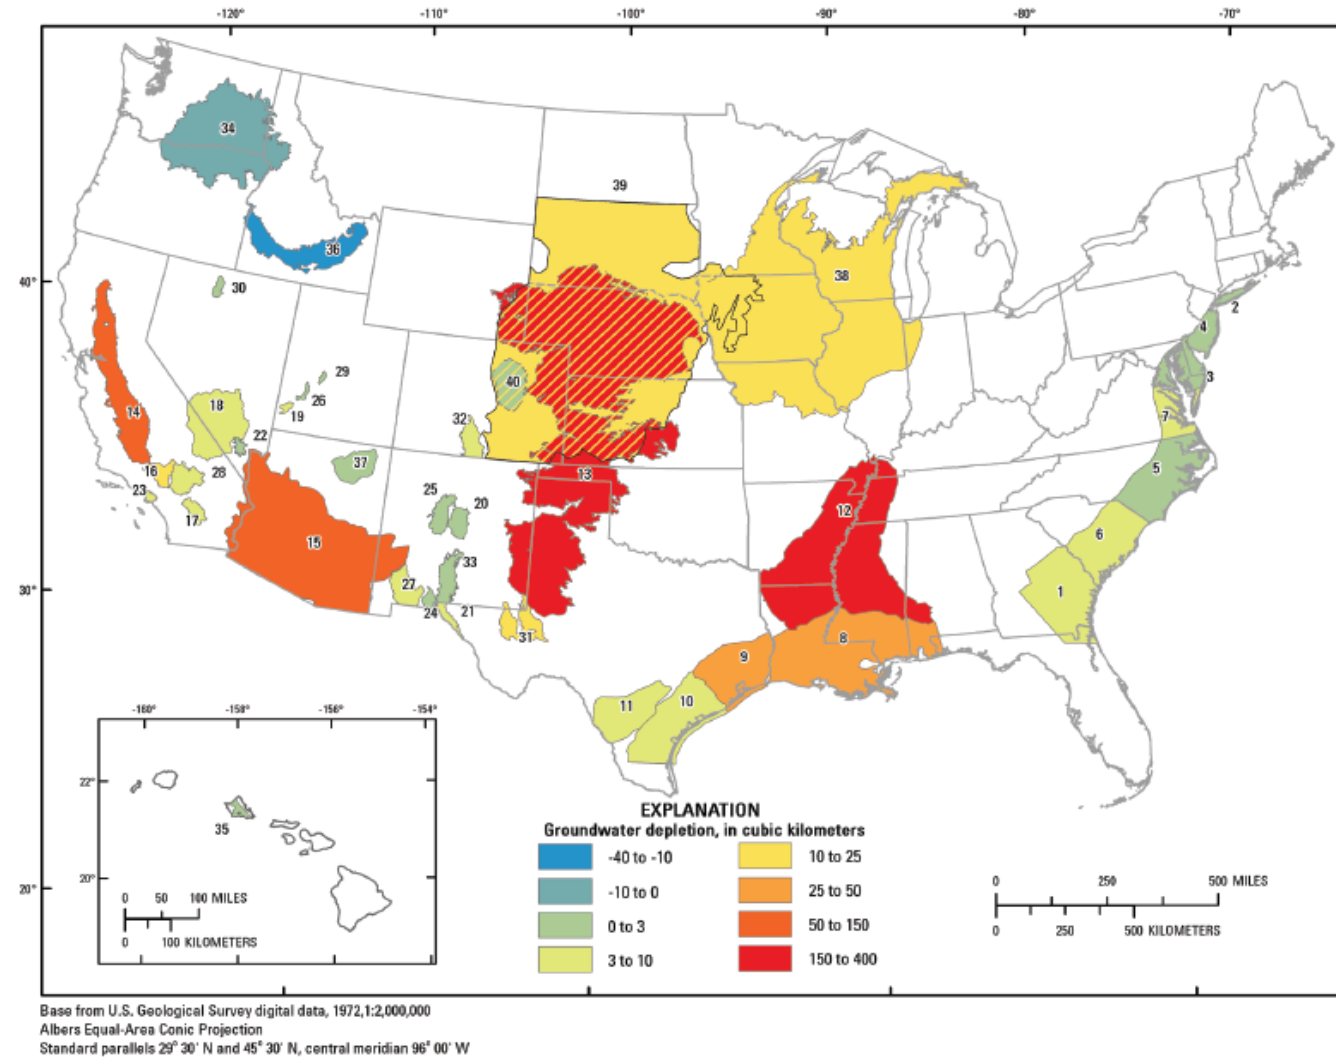 -120° -110° -100° -90° -80° -70°
34
39
36
38
40°
30
2
4
40
29
3
26
18
19
14
32
7
22
16
37
28
5
23
13
25
20
17
12
15
6
33
27
1
24
21
30°
31
8
9
11
10
-160° -158° -156° -154°
22°
35
20°
0 50 100 MILES
0 100 KILOMETERS
20°
EXPLANATION
Groundwater depletion, in cubic kilometers
-40 to -10
10 to 25
-10 to 0
25 to 50
0 to 3
50 to 150
3 to 10
150 to 400
0 250 500 MILES
0 250 500 KILOMETERS
Base from U.S. Geological Survey digital data, 1972,1:2,000,000
Albers Equal-Area Conic Projection
Standard parallels 29° 30' N and 45° 30' N, central meridian 96° 00' W